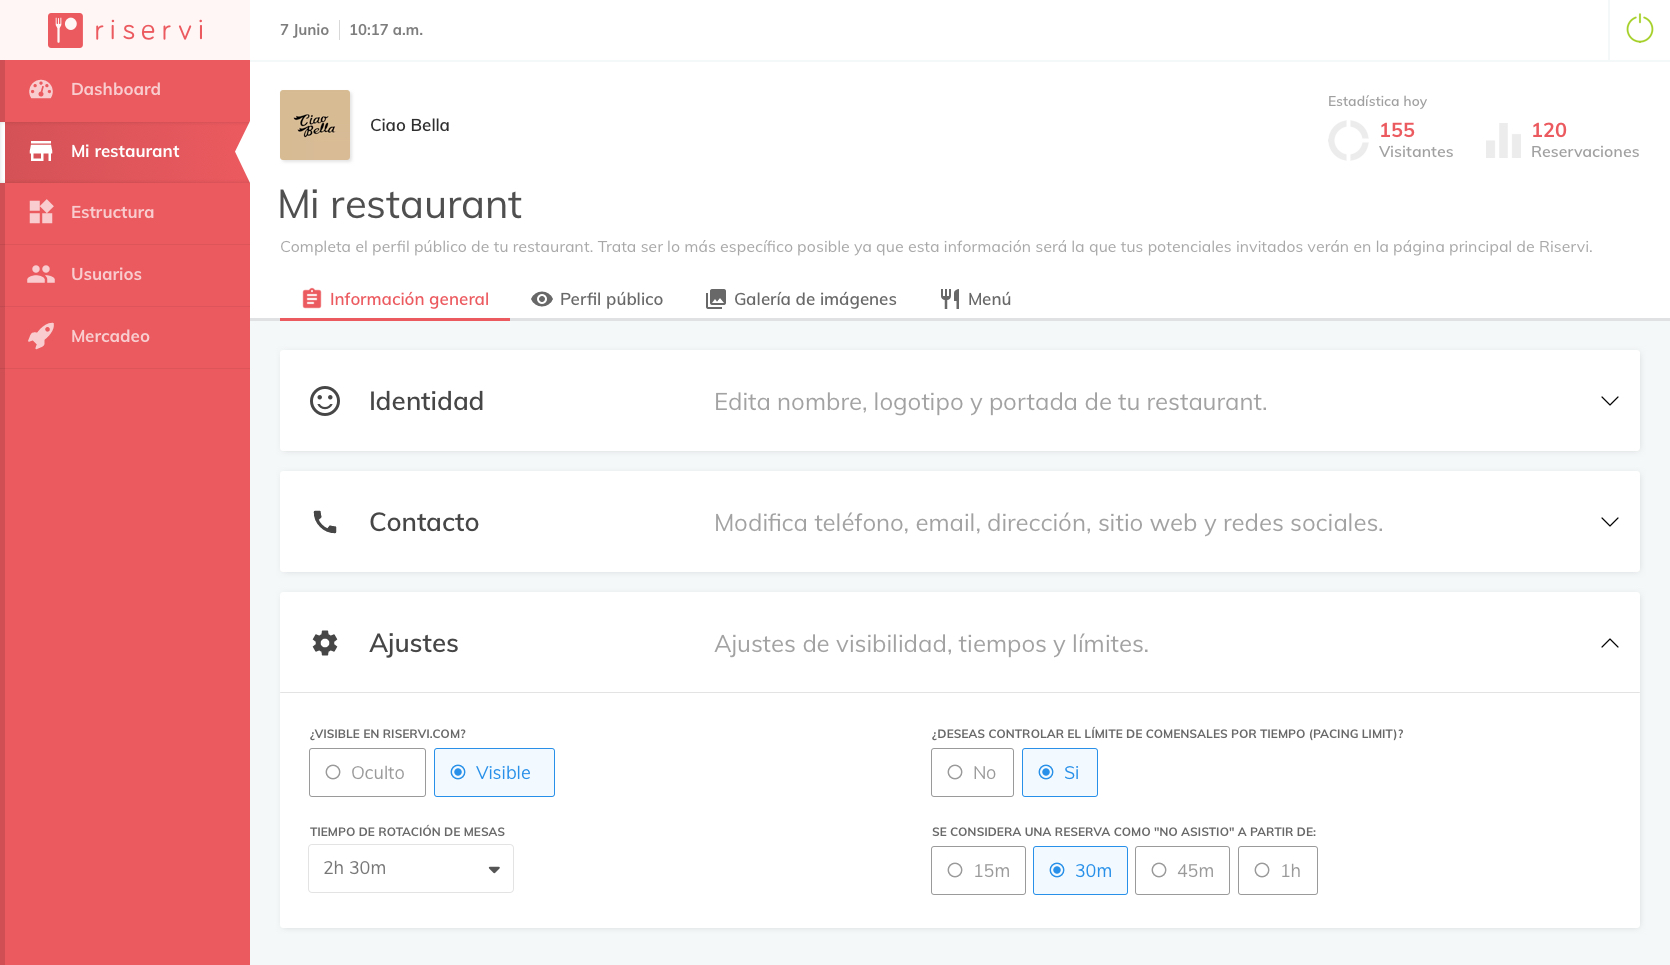 riservi
7 Junio
10:17 a.m.
Dashboard
Mi restaurant
Estructura
Usuarios
Mercadeo
Ciao Bella
Ciao Bella
Estadística hoy
155
Visitantes
120
Reservaciones
Mi restaurant
Completa el perfil público de tu restaurant. Trata ser lo más específico posible ya que esta información será la que tus potenciales invitados verán en la página principal de Riservi.
Información general
Perfil público
Galería de imágenes
Menú
Identidad
Edita nombre, logotipo y portada de tu restaurant.
Contacto
Modifica teléfono, email, dirección, sitio web y redes sociales.
Ajustes
Ajustes de visibilidad, tiempos y límites.
¿VISIBLE EN RISERVI.COM?
Oculto
Visible
¿DESEAS CONTROLAR EL LÍMITE DE COMENSALES POR TIEMPO (PACING LIMIT)?
No
Si
TIEMPO DE ROTACIÓN DE MESAS
2h 30m
SE CONSIDERA UNA RESERVA COMO "NO ASISTIO" A PARTIR DE:
15m
30m
45m
1h